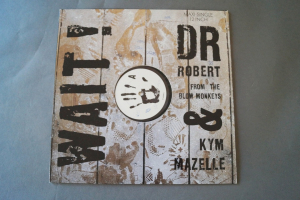 WAIT!
DR
ROBERT
FROM THE
BLOW MONKEYS
&
KYM
MAZELLE